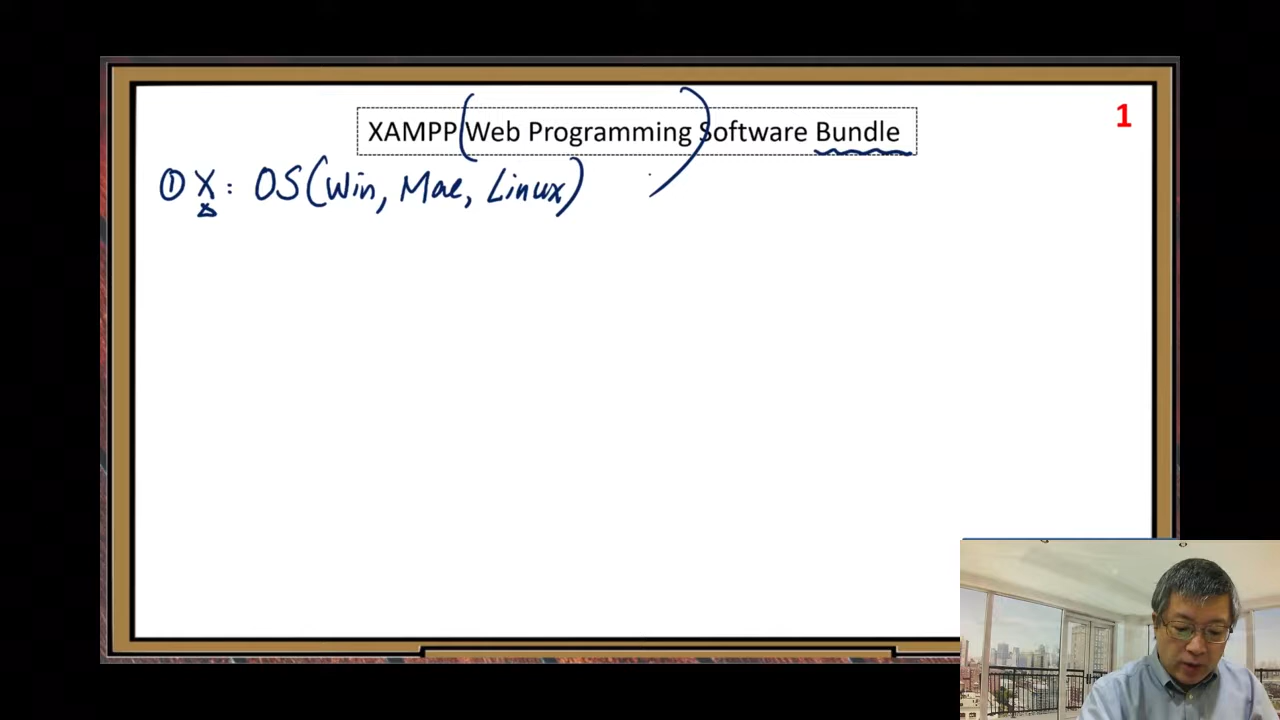 XAMPP (Web Programming) Software Bundle
1
① X : OS (Win, Mac, Linux)